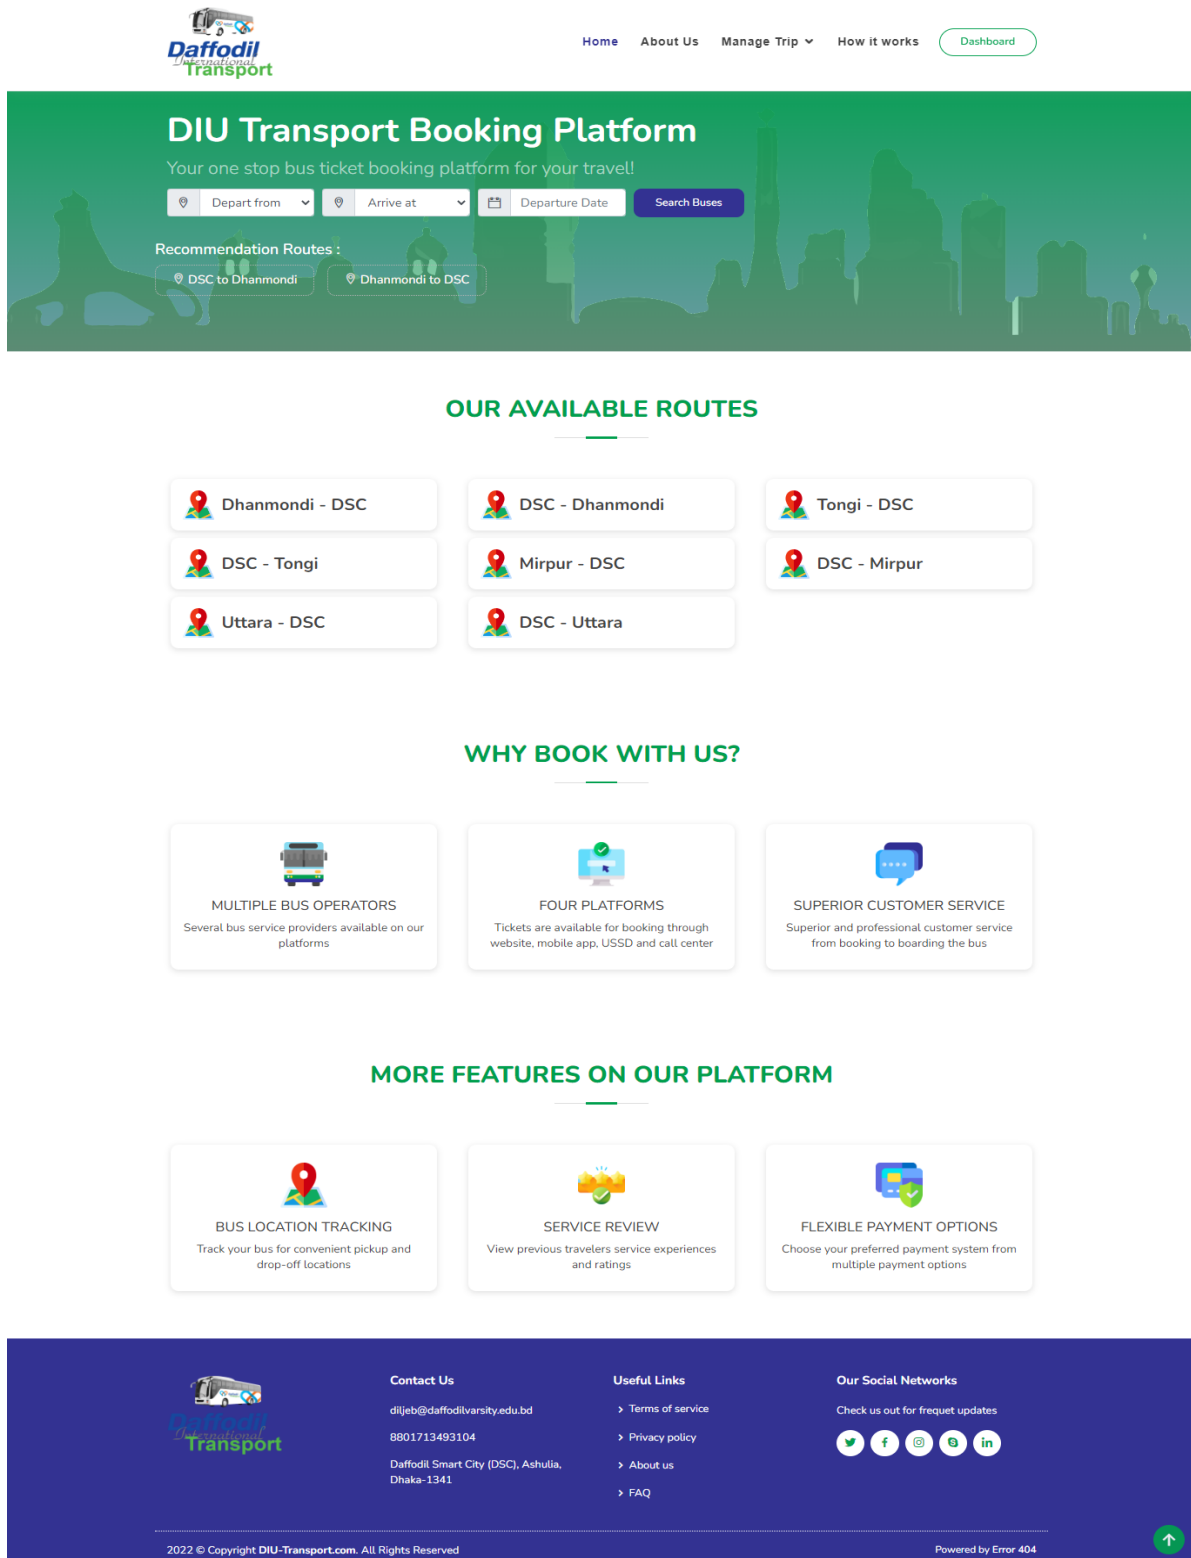 Daffodil
International
Transport
Home About Us Manage Trip How it works Dashboard
DIU Transport Booking Platform
Your one stop bus ticket booking platform for your travel!
Depart from Arrive at Departure Date Search Buses
Recommendation Routes :
DSC to Dhanmondi Dhanmondi to DSC
OUR AVAILABLE ROUTES
Dhanmondi - DSC DSC - Dhanmondi Tongi - DSC
DSC - Tongi Mirpur - DSC DSC - Mirpur
Uttara - DSC DSC - Uttara
WHY BOOK WITH US?
MULTIPLE BUS OPERATORS
Several bus service providers available on our
platforms
FOUR PLATFORMS
Tickets are available for booking through
website, mobile app, USSD and call center
SUPERIOR CUSTOMER SERVICE
Superior and professional customer service
from booking to boarding the bus
MORE FEATURES ON OUR PLATFORM
BUS LOCATION TRACKING
Track your bus for convenient pickup and
drop-off locations
SERVICE REVIEW
View previous travelers service experiences
and ratings
FLEXIBLE PAYMENT OPTIONS
Choose your preferred payment system from
multiple payment options
Daffodil
International
Transport
Contact Us
diljeb@daffodilvarsity.edu.bd
8801713493104
Daffodil Smart City (DSC), Ashulia,
Dhaka-1341
Useful Links
Terms of service
Privacy policy
About us
FAQ
Our Social Networks
Check us out for frequet updates
2022 © Copyright DIU-Transport.com. All Rights Reserved
Powered by Error 404